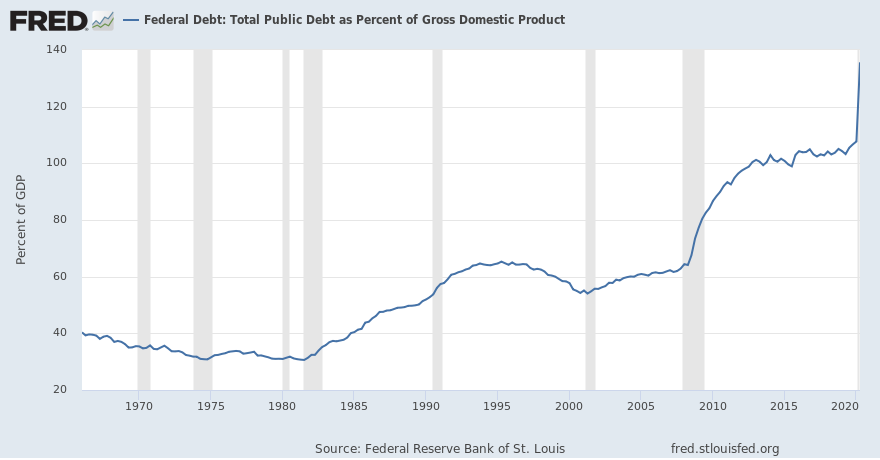 FRED® Federal Debt: Total Public Debt as Percent of Gross Domestic Product
140
120
100
80
60
40
20
Percent of GDP
1970 1975 1980 1985 1990 1995 2000 2005 2010 2015 2020
Source: Federal Reserve Bank of St. Louis fred.stlouisfed.org